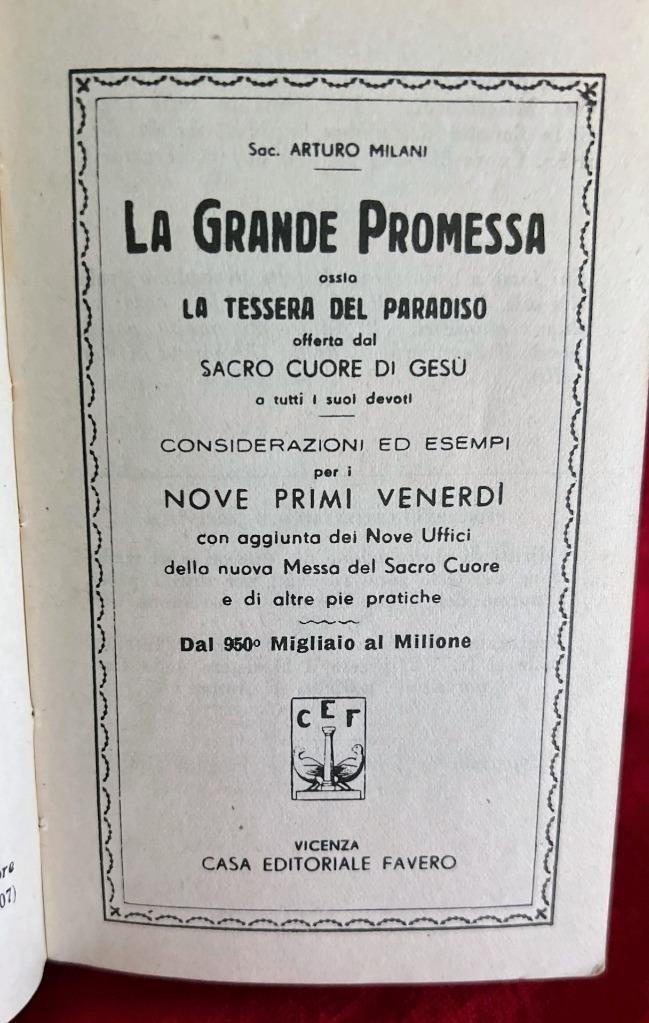 Sac. ARTURO MILANI
LA GRANDE PROMESSA
ossia
LA TESSERA DEL PARADISO
offerta dal
SACRO CUORE DI GESÙ
a tutti i suoi devoti
CONSIDERAZIONI ED ESEMPI
per i
NOVE PRIMI VENERDÌ
con aggiunta dei Nove Uffici
della nuova Messa del Sacro Cuore
e di altre pie pratiche
Dal 950º Migliaio al Milione
C E F
VICENZA
CASA EDITORIALE FAVERO
07)